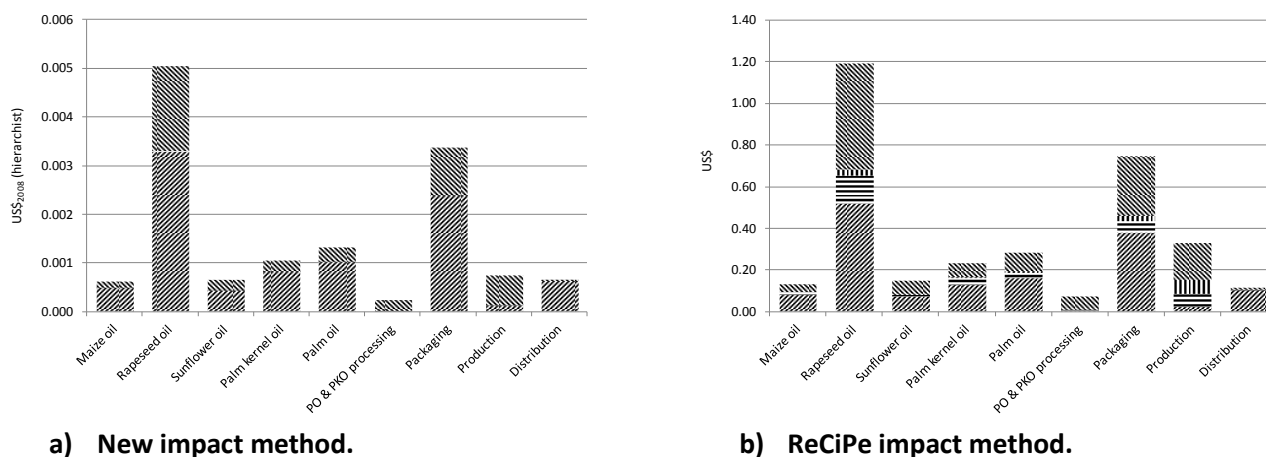 0.006
0.005
0.004
0.003
0.002
0.001
0.000
US$2008 (hierarchist)
Maize oil
Rapeseed oil
Sunflower oil
Palm kernel oil
Palm oil
PO & PKO processing
Packaging
Production
Distribution
a) New impact method.
1.40
1.20
1.00
0.80
0.60
0.40
0.20
0.00
US$
Maize oil
Rapeseed oil
Sunflower oil
Palm kernel oil
Palm oil
PO & PKO processing
Packaging
Production
Distribution
b) ReCiPe impact method.